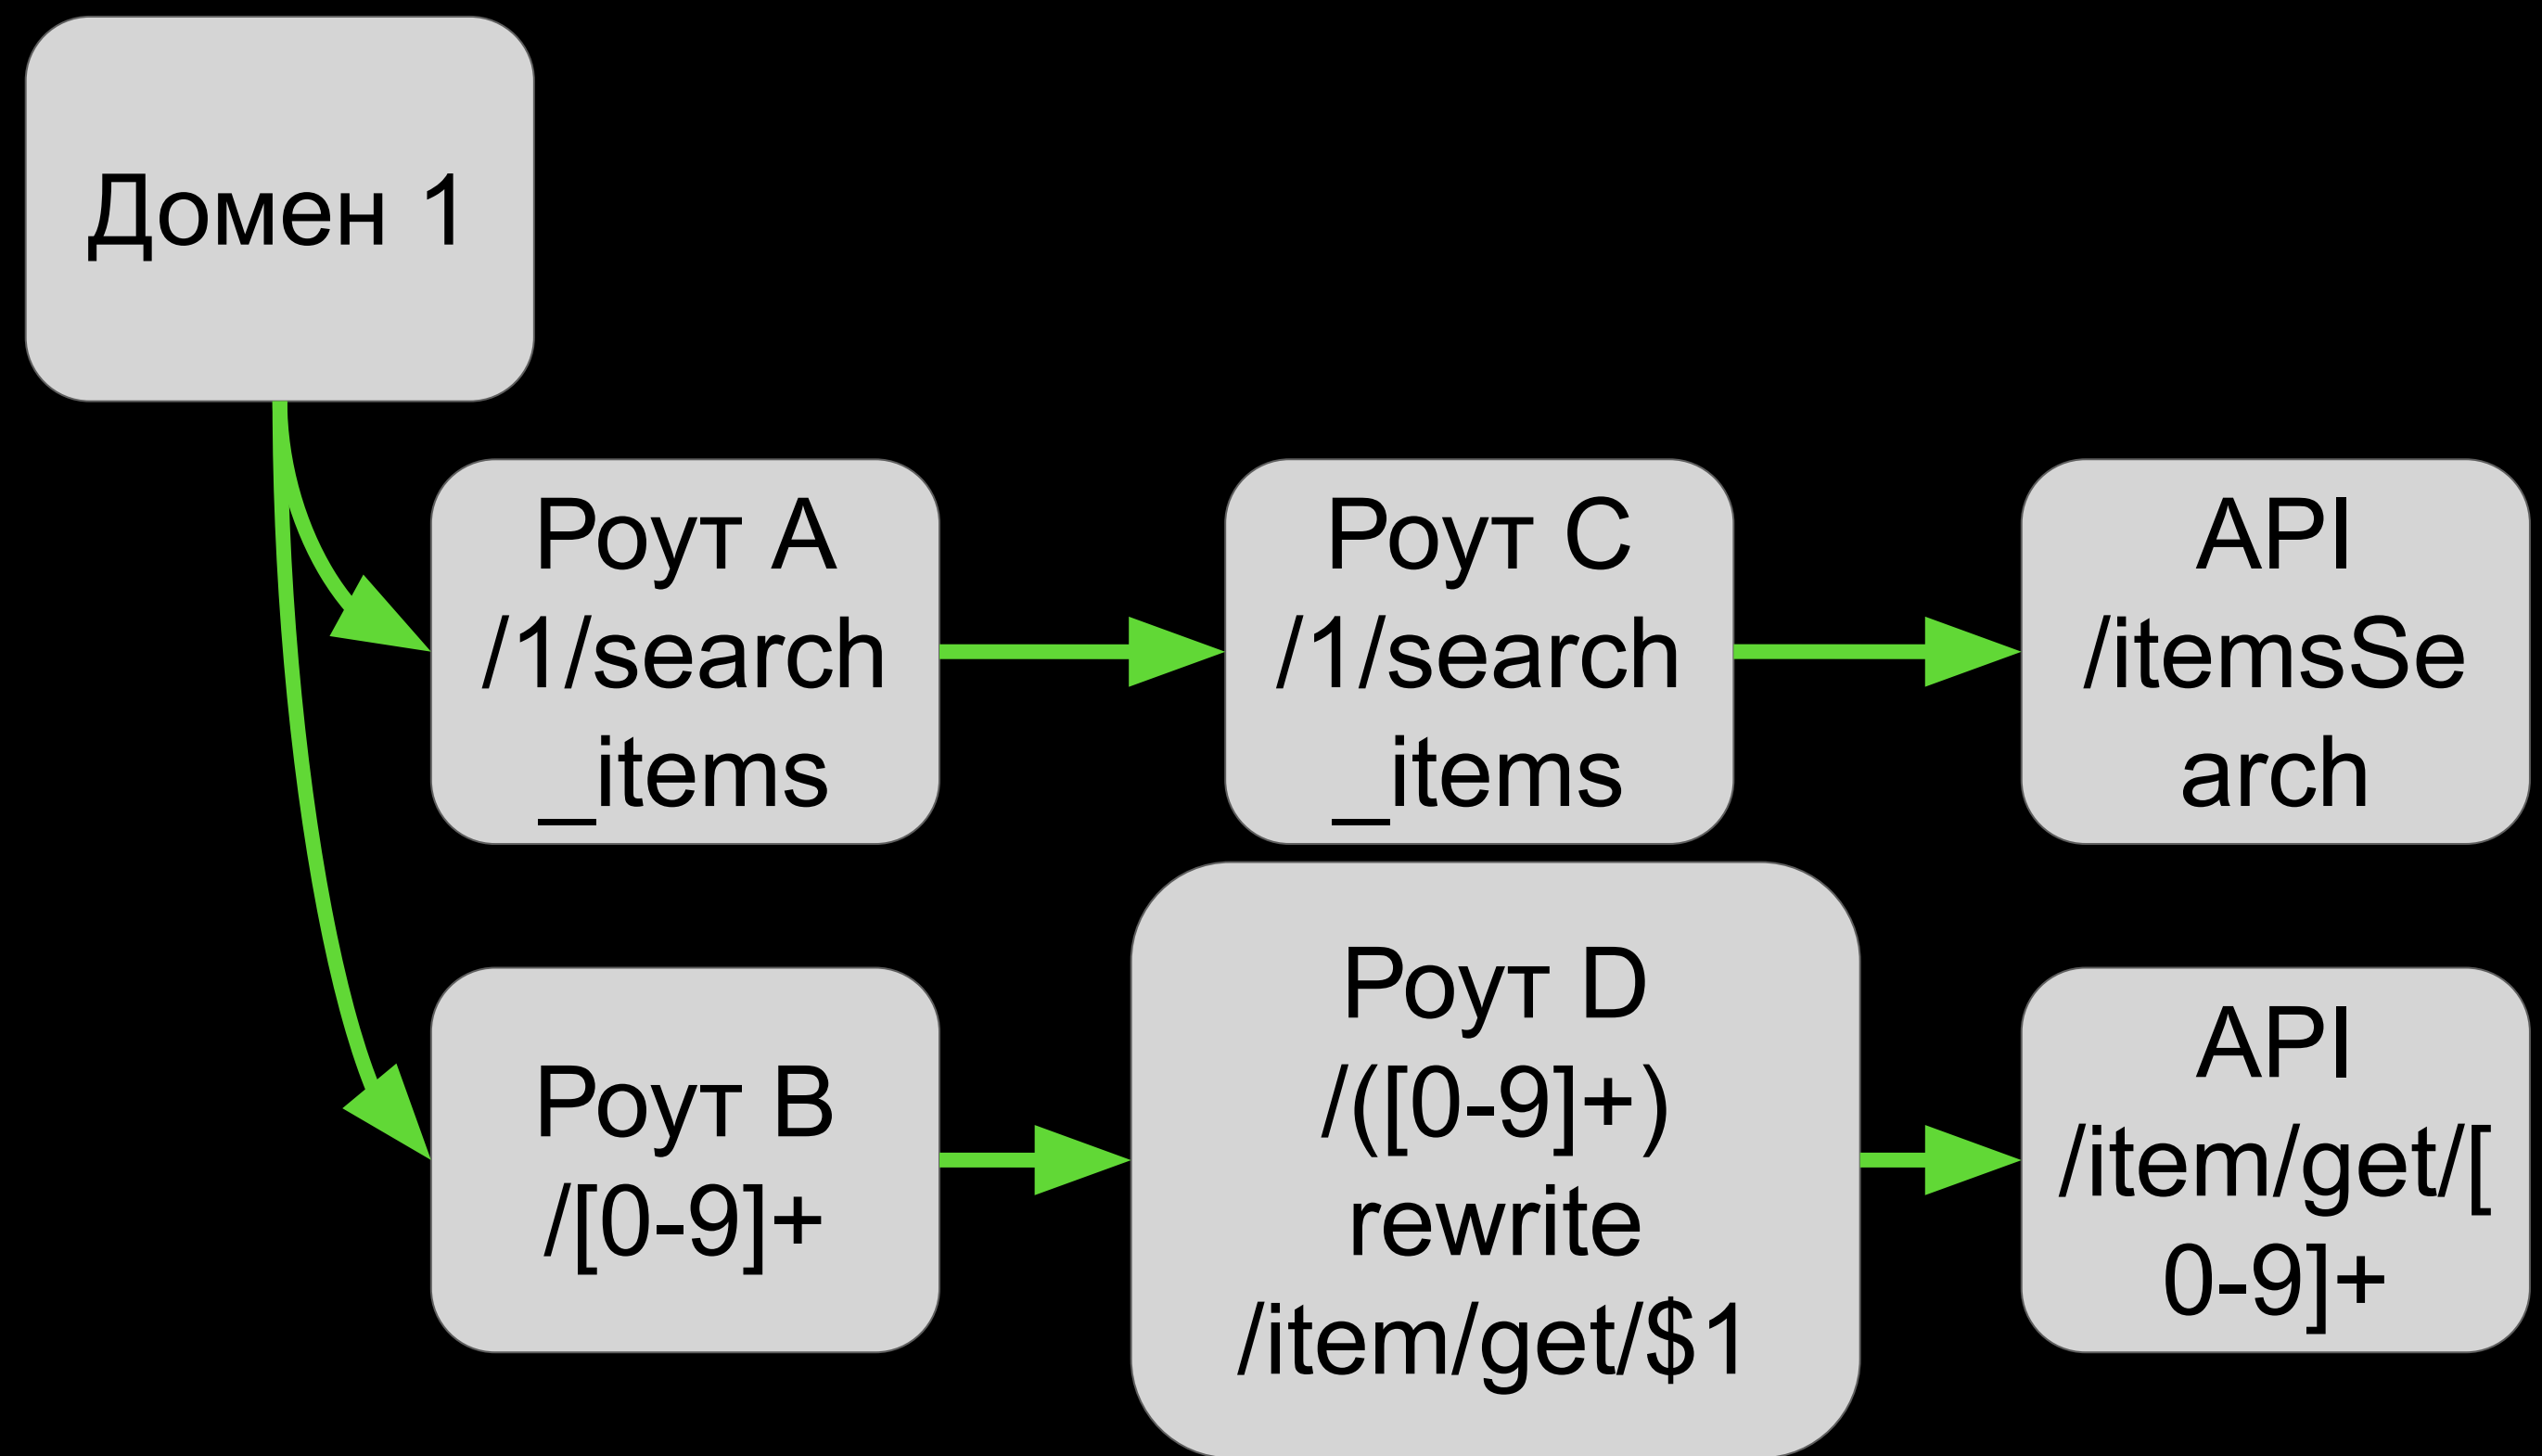 Домен 1
Роут A
/1/search
_items
Роут C
/1/search
_items
API
/itemsSe
arch
Роут B
/[0-9]+
Роут D
/([0-9]+)
rewrite
/item/get/$1
API
/item/get/[
0-9]+